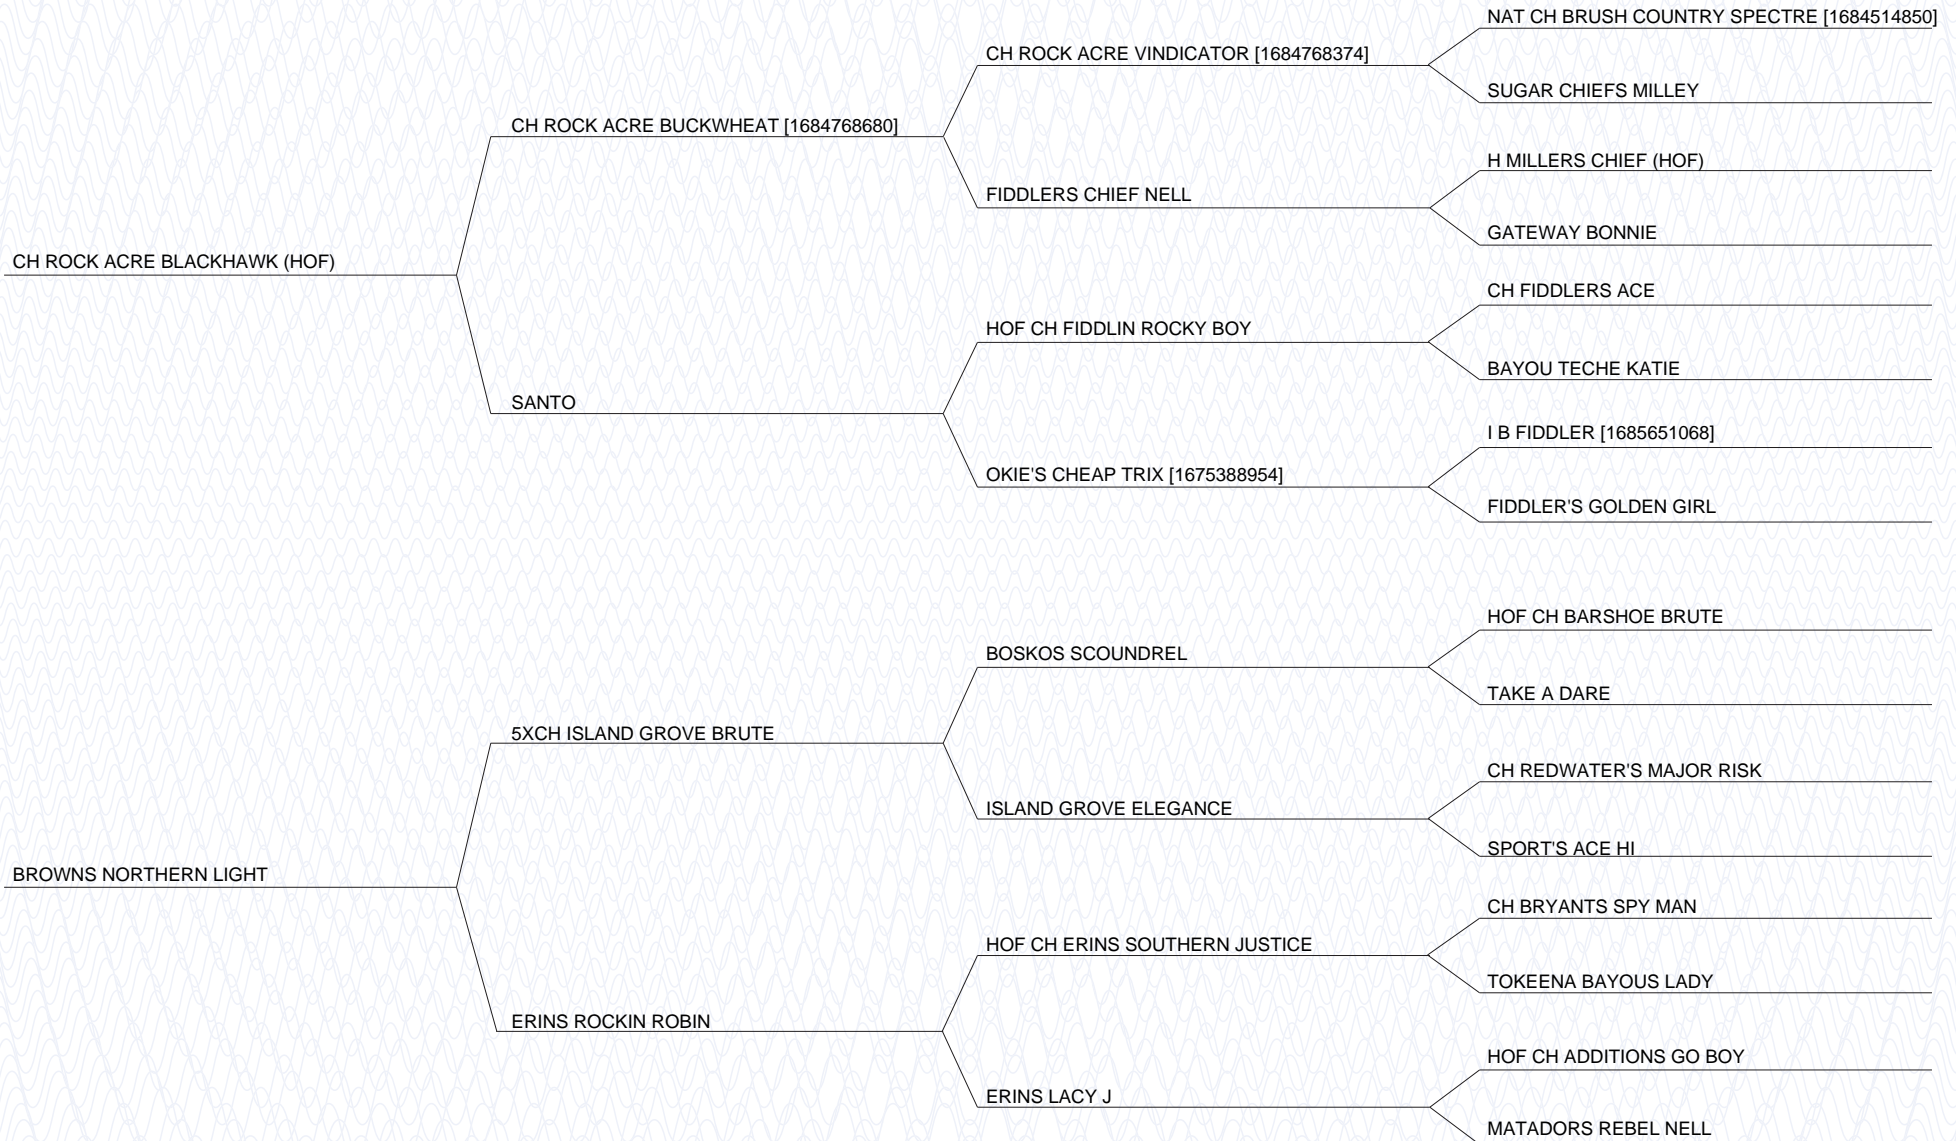 NAT CH BRUSH COUNTRY SPECTRE [1684514850]
CH ROCK ACRE VINDICATOR [1684768374]
SUGAR CHIEFS MILLEY
CH ROCK ACRE BUCKWHEAT [1684768680]
H MILLERS CHIEF (HOF)
FIDDLERS CHIEF NELL
GATEWAY BONNIE
CH ROCK ACRE BLACKHAWK (HOF)
CH FIDDLERS ACE
HOF CH FIDDLIN ROCKY BOY
BAYOU TECHE KATIE
SANTO
I B FIDDLER [1685651068]
OKIE'S CHEAP TRIX [1675388954]
FIDDLER'S GOLDEN GIRL
HOF CH BARSHOE BRUTE
BOSKOS SCOUNDREL
TAKE A DARE
5XCH ISLAND GROVE BRUTE
CH REDWATER'S MAJOR RISK
ISLAND GROVE ELEGANCE
SPORT'S ACE HI
BROWNS NORTHERN LIGHT
CH BRYANTS SPY MAN
HOF CH ERINS SOUTHERN JUSTICE
TOKEENA BAYOUS LADY
ERINS ROCKIN ROBIN
HOF CH ADDITIONS GO BOY
ERINS LACY J
MATADORS REBEL NELL